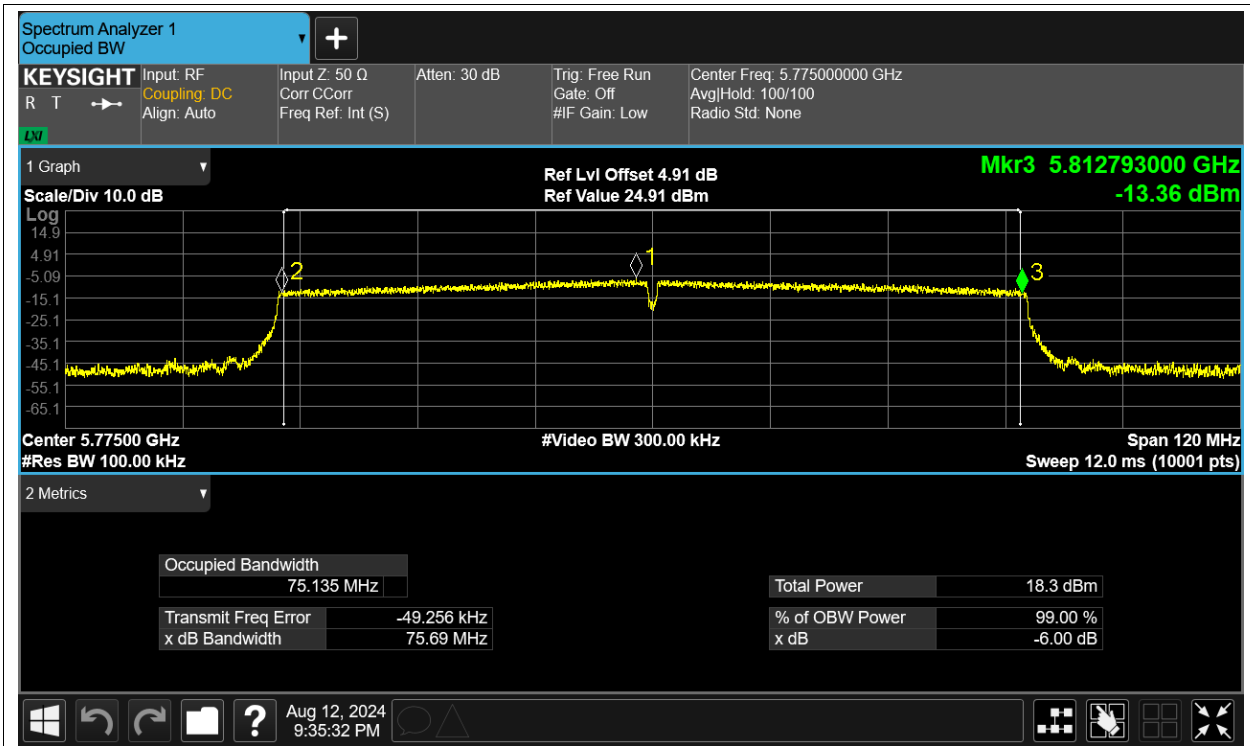 Spectrum Analyzer 1
Occupied BW
KEYSIGHT
R T
LXI
Input: RF
Coupling: DC
Align: Auto
Input Z: 50 Ω
Corr CCorr
Freq Ref: Int (S)
Atten: 30 dB
Trig: Free Run
Gate: Off
#IF Gain: Low
Center Freq: 5.775000000 GHz
Avg|Hold: 100/100
Radio Std: None
1 Graph
Scale/Div 10.0 dB
Ref Lvl Offset 4.91 dB
Ref Value 24.91 dBm
Mkr3 5.812793000 GHz
-13.36 dBm
Log
14.9
4.91
-5.09
-15.1
-25.1
-35.1
-45.1
-55.1
-65.1
2
1
3
Center 5.77500 GHz
#Video BW 300.00 kHz
Span 120 MHz
#Res BW 100.00 kHz
Sweep 12.0 ms (10001 pts)
2 Metrics
Occupied Bandwidth
75.135 MHz
Transmit Freq Error -49.256 kHz
x dB Bandwidth 75.69 MHz
Total Power 18.3 dBm
% of OBW Power 99.00 %
x dB -6.00 dB
?
Aug 12, 2024
9:35:32 PM